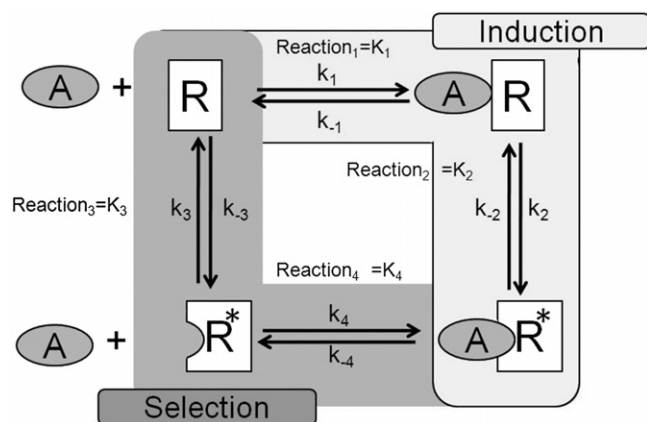 Induction
Reaction₁=K₁
k₁
A + R
A R
k₋₁
Reaction₂ =K₂
Reaction₃=K₃
k₃ k₋₃
k₋₂ k₂
Reaction₄ =K₄
k₄
A + R*
A R*
k₋₄
Selection